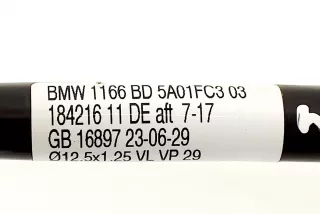 BMW 1166 BD 5A01FC3 03
184216 11 DE aft 7-17
GB 16897 23-06-29
Ø12.5x1.25 VL VP 29